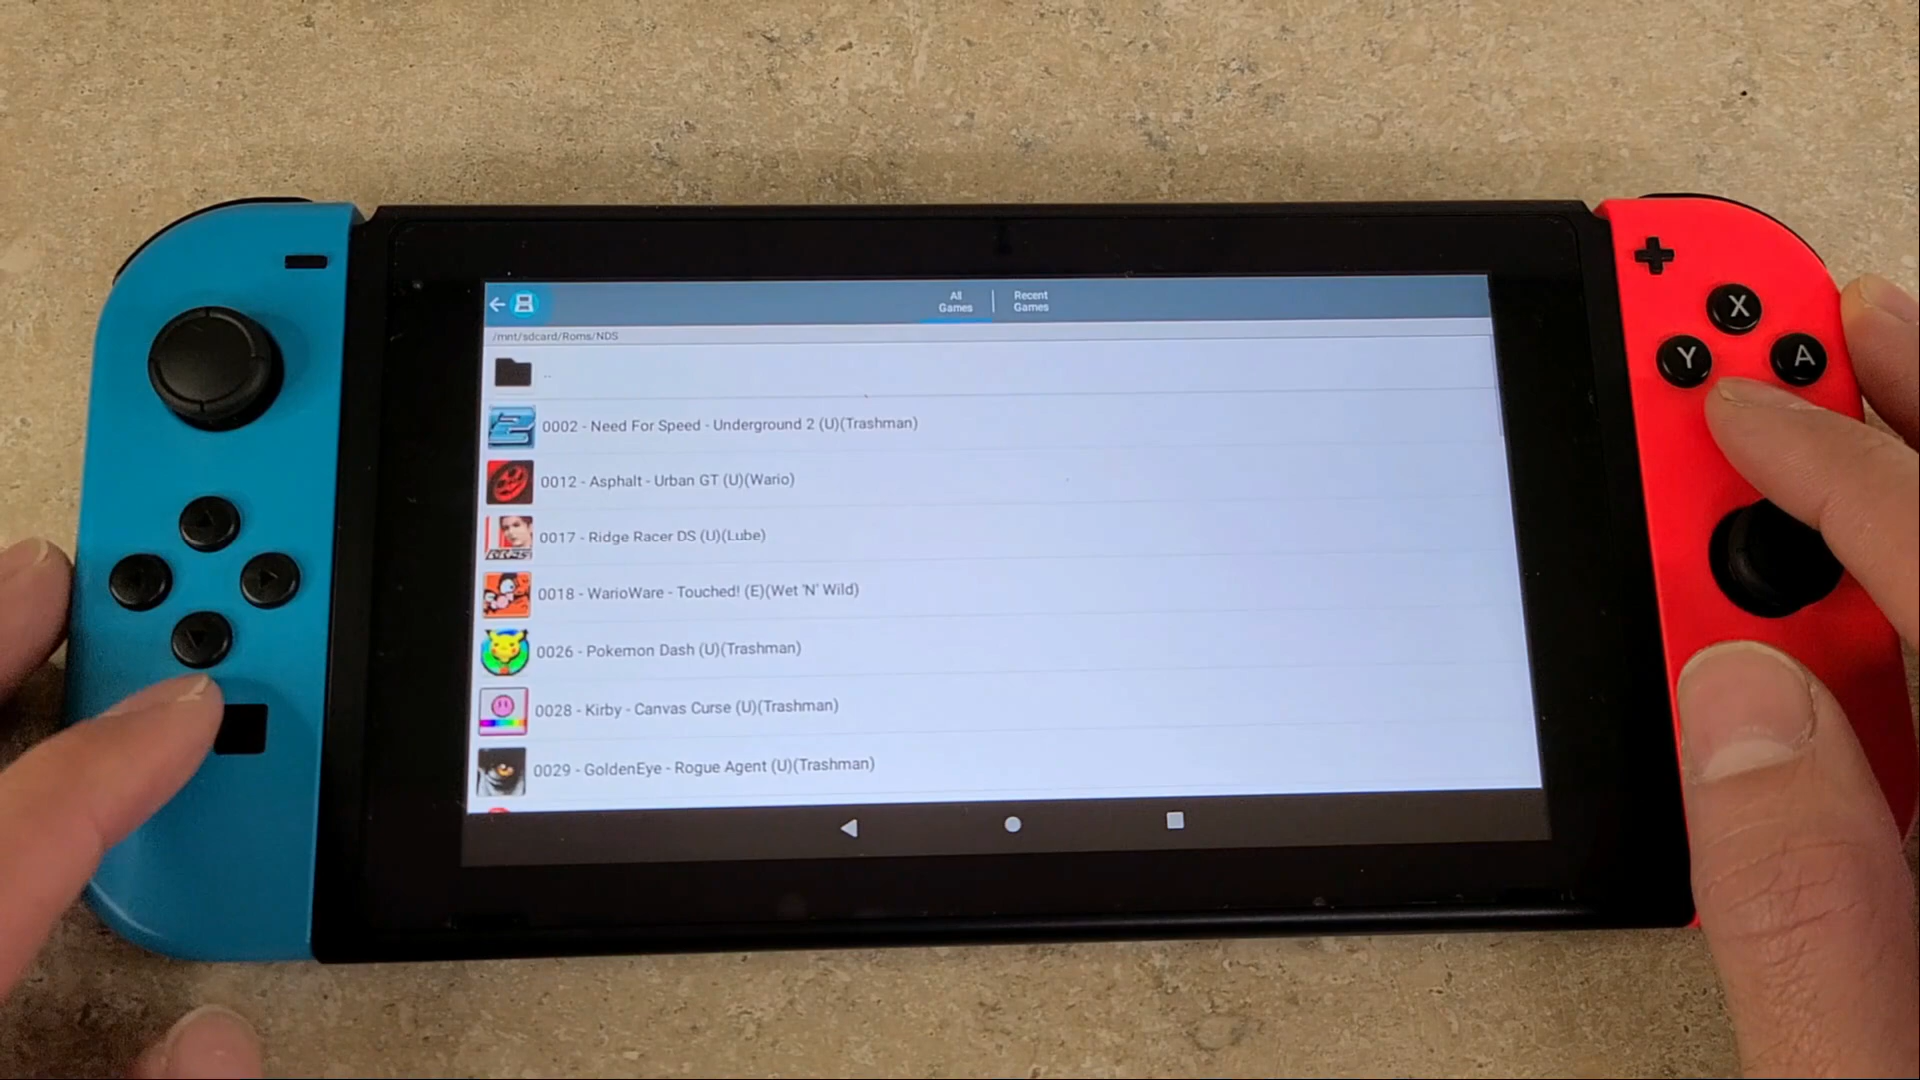 All
Games
Recent
Games
/mnt/sdcard/Roms/NDS
..
0002 - Need For Speed - Underground 2 (U)(Trashman)
0012 - Asphalt - Urban GT (U)(Wario)
0017 - Ridge Racer DS (U)(Lube)
0018 - WarioWare - Touched! (E)(Wet 'N' Wild)
0026 - Pokemon Dash (U)(Trashman)
0028 - Kirby - Canvas Curse (U)(Trashman)
0029 - GoldenEye - Rogue Agent (U)(Trashman)
X
Y
A